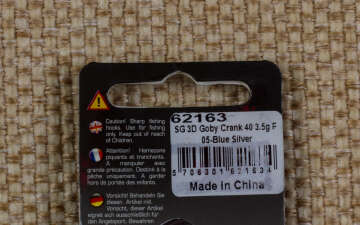 62163
SG 3D Goby Crank 40 3.5g F
05-Blue Silver
5706301621634
Made in China
Caution! Sharp fishing
hooks. Use for fishing
only. Keep out of reach
of Children.
Attention! Hamecons
piquants et tranchants.
A manipuler avec
grande précaution. Destiné à la
pêche uniquement. A garder
hors de portée des enfants.
Vorsicht! Behandeln Sie
diesen Artikel mit
Vorsicht, dieser Artikel
eignet sich ausschließlich für
den Angelsport. Bewahren